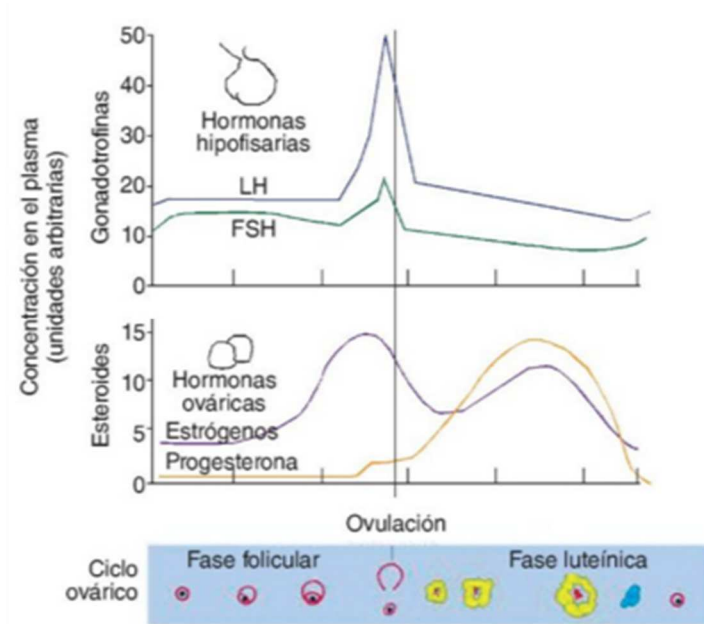 Concentración en el plasma
(unidades arbitrarias)
Gonadotrofinas
50
40
30
20
10
0
Hormonas
hipofisarias
LH
FSH
Esteroides
15
10
5
0
Hormonas
ováricas
Estrógenos
Progesterona
Ovulación
Ciclo
ovárico
Fase folicular
Fase luteínica